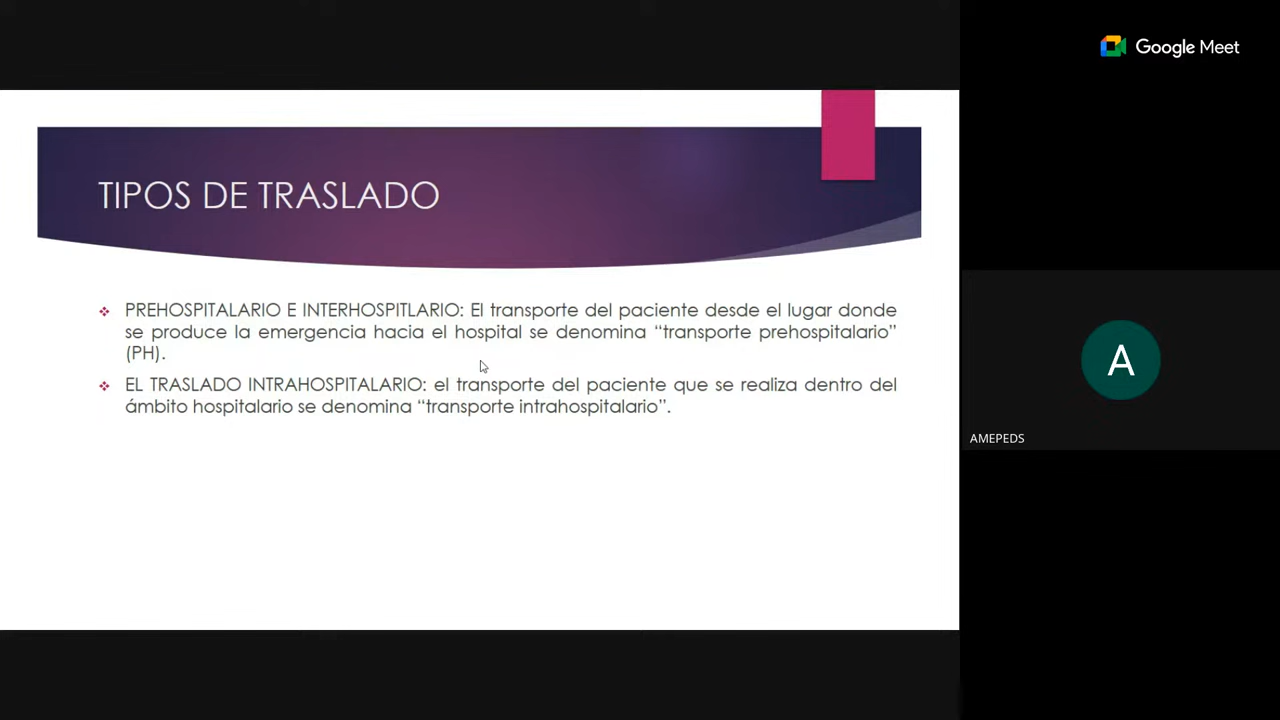 Google Meet
TIPOS DE TRASLADO
❖ PREHOSPITALARIO E INTERHOSPITLARIO: El transporte del paciente desde el lugar donde
se produce la emergencia hacia el hospital se denomina “transporte prehospitalario”
(PH).
❖ EL TRASLADO INTRAHOSPITALARIO: el transporte del paciente que se realiza dentro del
ámbito hospitalario se denomina “transporte intrahospitalario”.
A
AMEPEDS